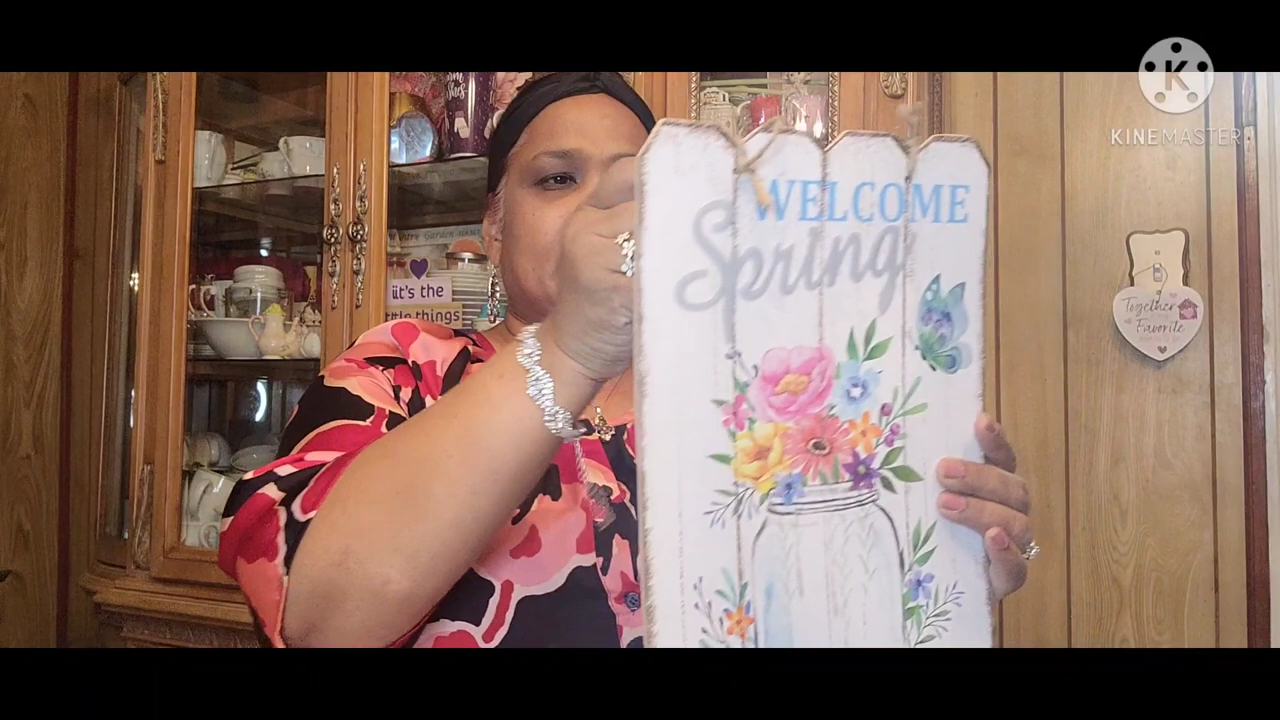 K
KINEMASTER
WELCOME
Spring
it's the
little things
Together
Favorite